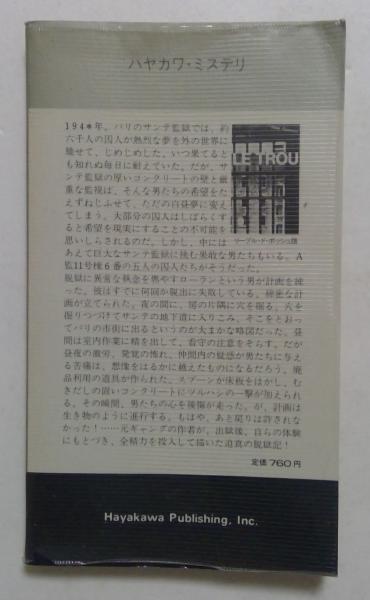 ハヤカワ・ミステリ
194*年、パリのサンテ監獄では、約
六千人の囚人が熱烈な夢を外の世界に
馳せて、じめじめした、いつ果てると
も知れぬ毎日に耐えていた。だが、サ
ンテ監獄の厚いコンクリートの壁と厳
重な監視は、そんな男たちの希望をた
えずねじふせて、ただの白昼夢に変え
てしまう。大部分の囚人はしばらくす
ると希望を現実にすることの不可能を
思いしらされるのだ。しかし、中には
あえて巨大なサンテ監獄に挑む果敢な男たちもいる。A
監11号棟6番の五人の囚人たちがそうだった。
脱獄に異常な執念を燃やすローランという男が計画を練
った。彼はすでに何回か脱出に失敗している。綿密な計
画が立てられた。夜の間に、房の片隅に穴を掘る。穴を
掘りつづけてサンテの地下道に入りこみ、そこをとおっ
てパリの市街に出るというのが大まかな略図だった。昼
間は室内作業に精を出して、看守の注意をそらす。だが
昼夜の激労、発覚の怖れ、仲間内の疑惑が男たちに与え
る苦痛は、想像をはるかに越えたものになるだろう。廃
品利用の道具が作られた。スプーンが床板をはがし、む
きだしの固いコンクリートにツルハシの一撃が加えられ
る。その瞬間、男たちの心を後悔が走った。が、計画は
生き物のように進行する。もはや、あと戻りは許されな
かった！……元ギャングの作者が、出獄後、自らの体験
にもとづき、全精力を投入して描いた迫真の脱獄記！
LE TROU
リーブル・ド・ポッシュ版
定価760円
Hayakawa Publishing, Inc.